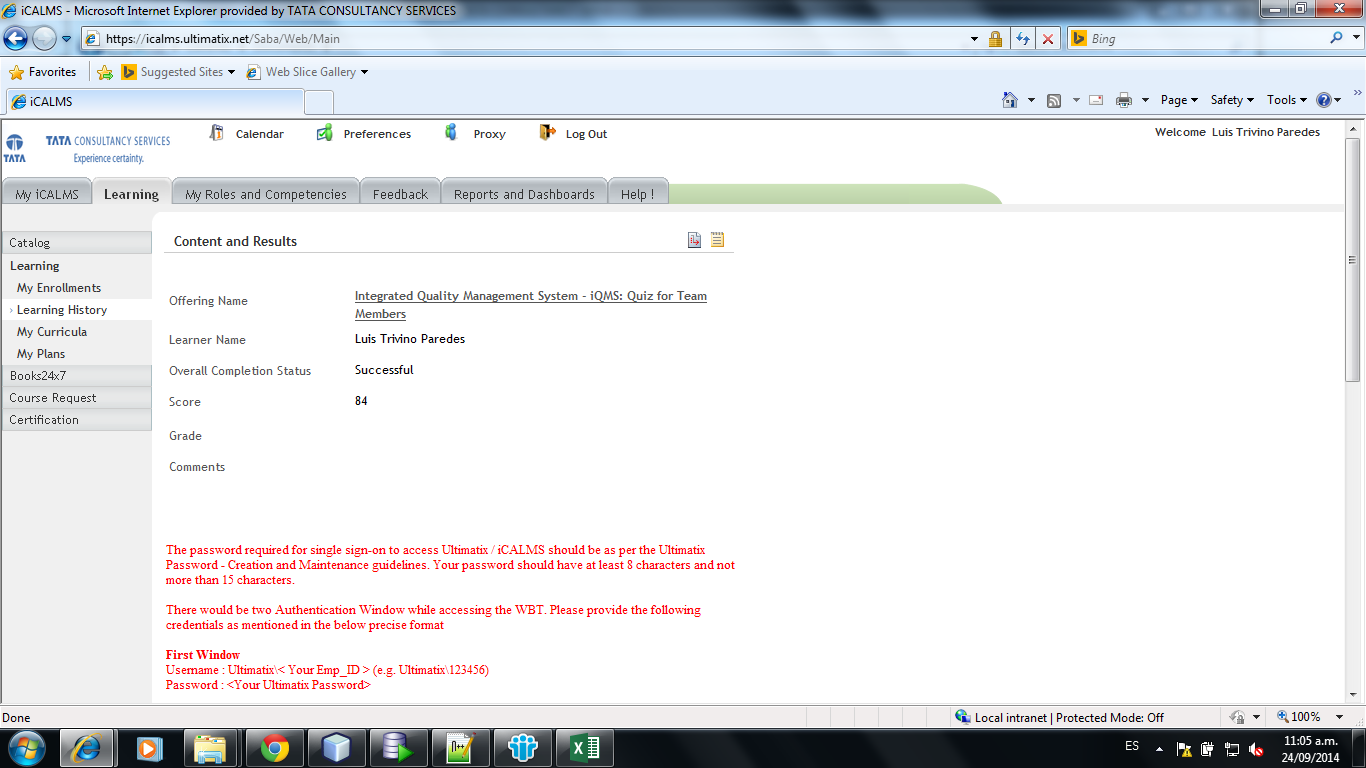 iCALMS - Microsoft Internet Explorer provided by TATA CONSULTANCY SERVICES
https://icalms.ultimatix.net/Saba/Web/Main
Bing
Favorites
Suggested Sites
Web Slice Gallery
iCALMS
Page
Safety
Tools
TATA
TATA CONSULTANCY SERVICES
Experience certainty.
Calendar
Preferences
Proxy
Log Out
Welcome Luis Trivino Paredes
My iCALMS
Learning
My Roles and Competencies
Feedback
Reports and Dashboards
Help !
Catalog
Learning
My Enrollments
Learning History
My Curricula
My Plans
Books24x7
Course Request
Certification
Content and Results
Offering Name
Integrated Quality Management System - iQMS: Quiz for Team
Members
Learner Name
Luis Trivino Paredes
Overall Completion Status
Successful
Score
84
Grade
Comments
The password required for single sign-on to access Ultimatix / iCALMS should be as per the Ultimatix
Password - Creation and Maintenance guidelines. Your password should have at least 8 characters and not
more than 15 characters.
There would be two Authentication Window while accessing the WBT. Please provide the following
credentials as mentioned in the below precise format
First Window
Username : Ultimatix\< Your Emp_ID > (e.g. Ultimatix\123456)
Password : <Your Ultimatix Password>
Done
Local intranet | Protected Mode: Off
100%
ES
11:05 a.m.
24/09/2014